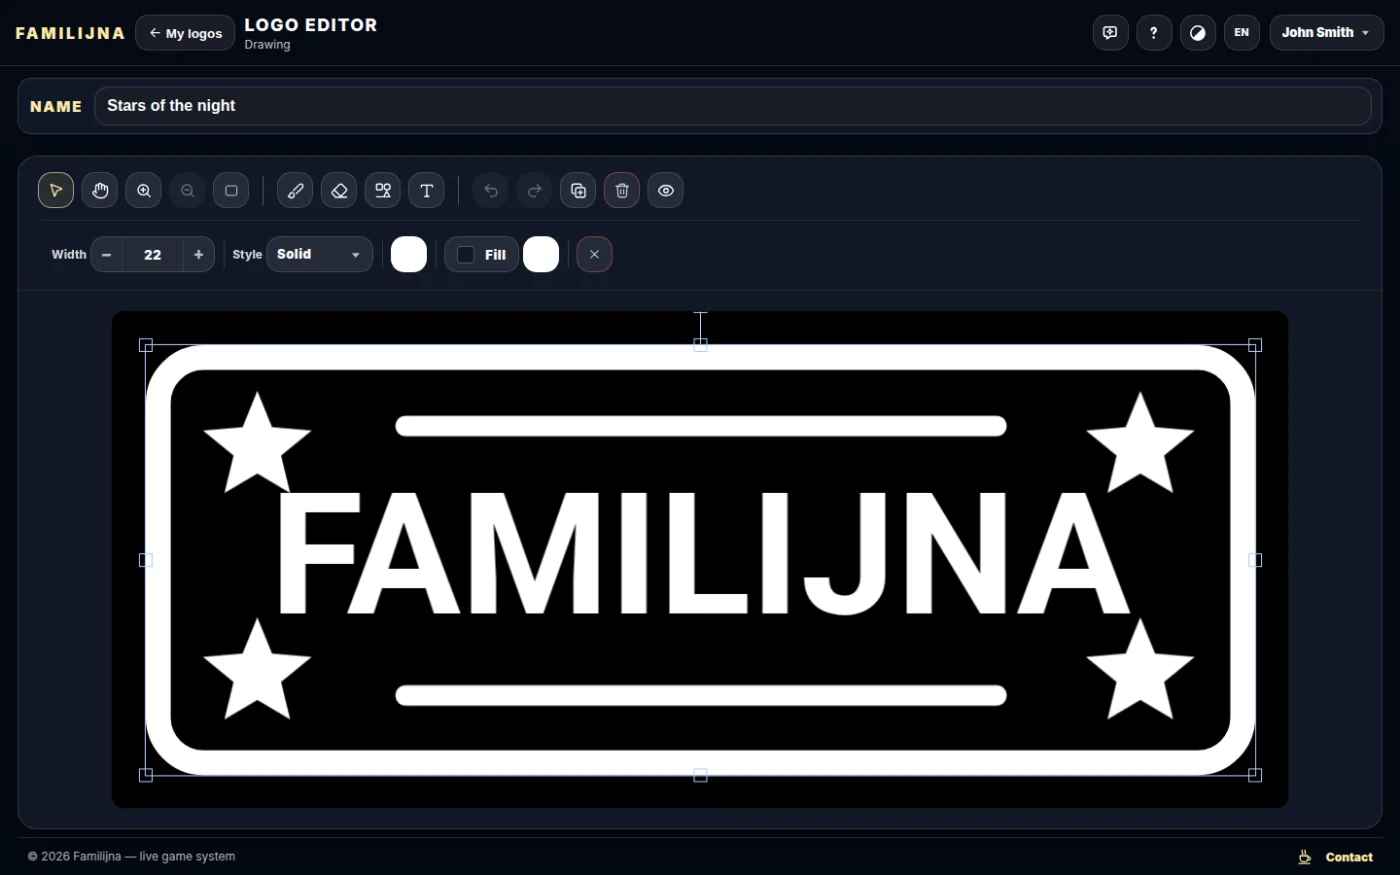 FAMILIJNA
← My logos
LOGO EDITOR
Drawing
?
EN
John Smith
NAME
Stars of the night
T
Width
− 22 +
Style
Solid
Fill
FAMILIJNA
© 2026 Familijna — live game system
Contact